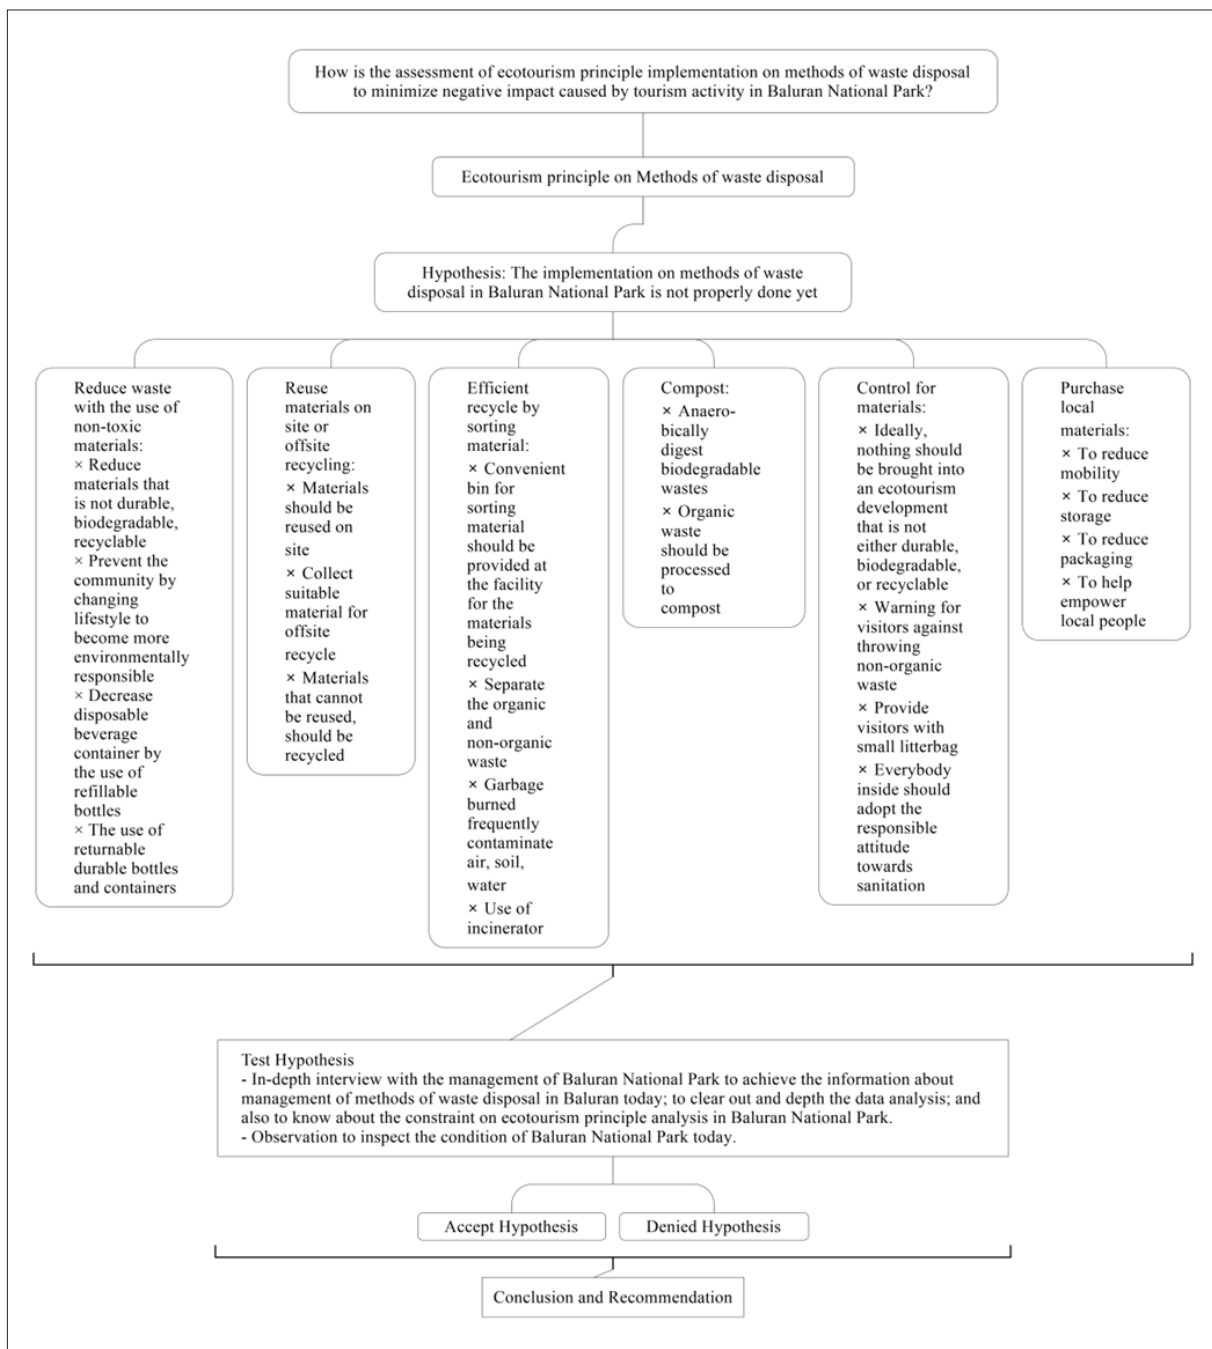 How is the assessment of ecotourism principle implementation on methods of waste disposal
to minimize negative impact caused by tourism activity in Baluran National Park?
Ecotourism principle on Methods of waste disposal
Hypothesis: The implementation on methods of waste
disposal in Baluran National Park is not properly done yet
Reduce waste
with the use of
non-toxic
materials:
× Reduce
materials that
is not durable,
biodegradable,
recyclable
× Prevent the
community by
changing
lifestyle to
become more
environmentally
responsible
× Decrease
disposable
beverage
container by
the use of
refillable
bottles
× The use of
returnable
durable bottles
and containers
Reuse
materials on
site or
offsite
recycling:
× Materials
should be
reused on
site
× Collect
suitable
material for
offsite
recycle
× Materials
that cannot
be reused,
should be
recycled
Efficient
recycle by
sorting
material:
× Convenient
bin for
sorting
material
should be
provided at
the facility
for the
materials
being
recycled
× Separate
the organic
and
non-organic
waste
× Garbage
burned
frequently
contaminate
air, soil,
water
× Use of
incinerator
Compost:
× Anaero-
bically
digest
biodegradable
wastes
× Organic
waste
should be
processed
to
compost
Control for
materials:
× Ideally,
nothing should
be brought into
an ecotourism
development
that is not
either durable,
biodegradable,
or recyclable
× Warning for
visitors against
throwing
non-organic
waste
× Provide
visitors with
small litterbag
× Everybody
inside should
adopt the
responsible
attitude
towards
sanitation
Purchase
local
materials:
× To reduce
mobility
× To reduce
storage
× To reduce
packaging
× To help
empower
local people
Test Hypothesis
- In-depth interview with the management of Baluran National Park to achieve the information about
management of methods of waste disposal in Baluran today; to clear out and depth the data analysis; and
also to know about the constraint on ecotourism principle analysis in Baluran National Park.
- Observation to inspect the condition of Baluran National Park today.
Accept Hypothesis
Denied Hypothesis
Conclusion and Recommendation